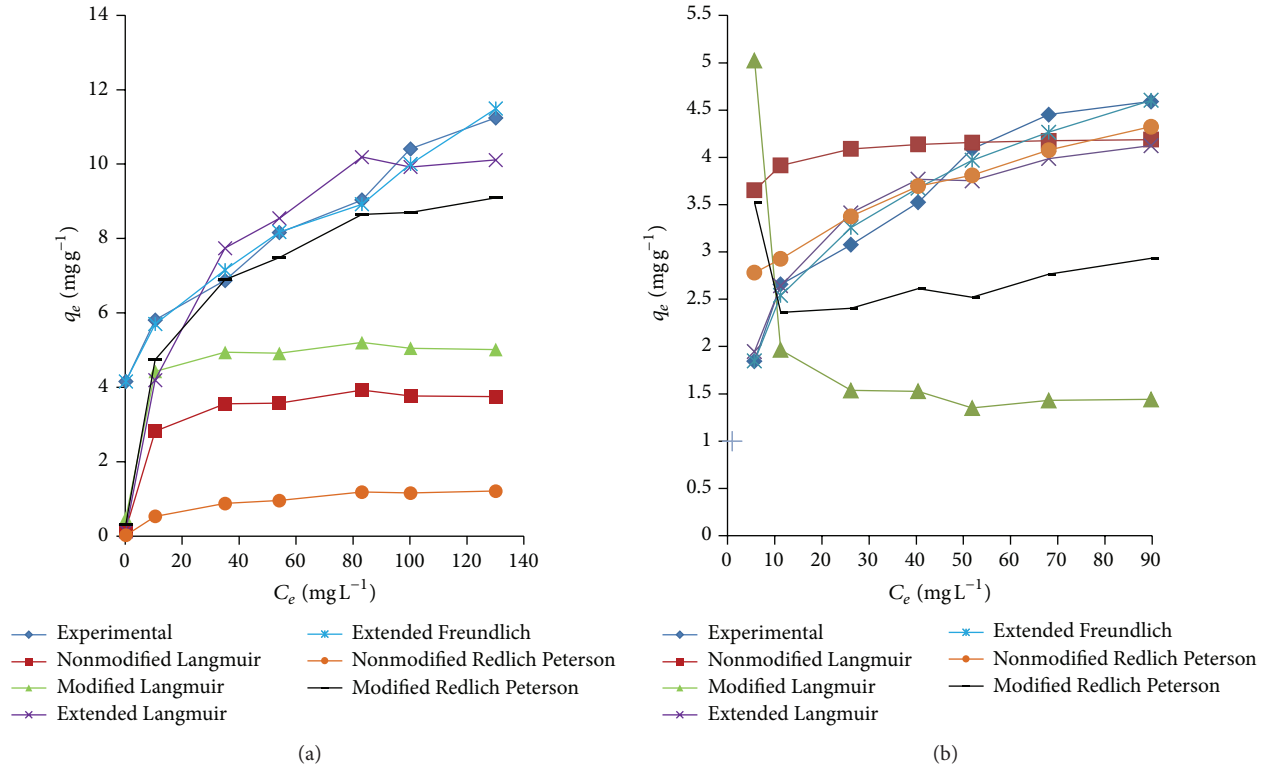 14
12
10
8
6
4
2
0
q_e (mg g⁻¹)
0 20 40 60 80 100 120 140
C_e (mg L⁻¹)
Experimental
Nonmodified Langmuir
Modified Langmuir
Extended Langmuir
Extended Freundlich
Nonmodified Redlich Peterson
Modified Redlich Peterson
(a)
5.5
5
4.5
4
3.5
3
2.5
2
1.5
1
0.5
0
q_e (mg g⁻¹)
0 10 20 30 40 50 60 70 80 90
C_e (mg L⁻¹)
Experimental
Nonmodified Langmuir
Modified Langmuir
Extended Langmuir
Extended Freundlich
Nonmodified Redlich Peterson
Modified Redlich Peterson
(b)